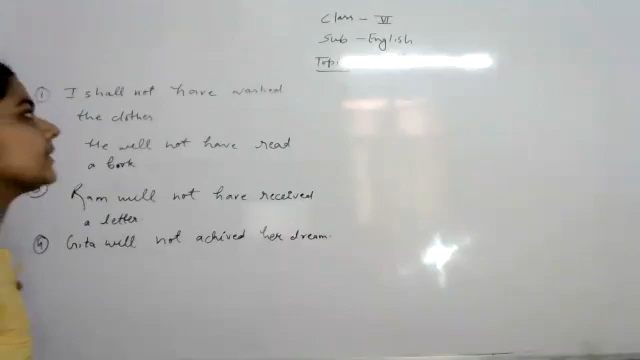 Class - VI
Sub - English
Topi
① I shall not have washed
the clothes
He will not have read
a book
Ram will not have received
a letter
④ Gita will not achived her dream.